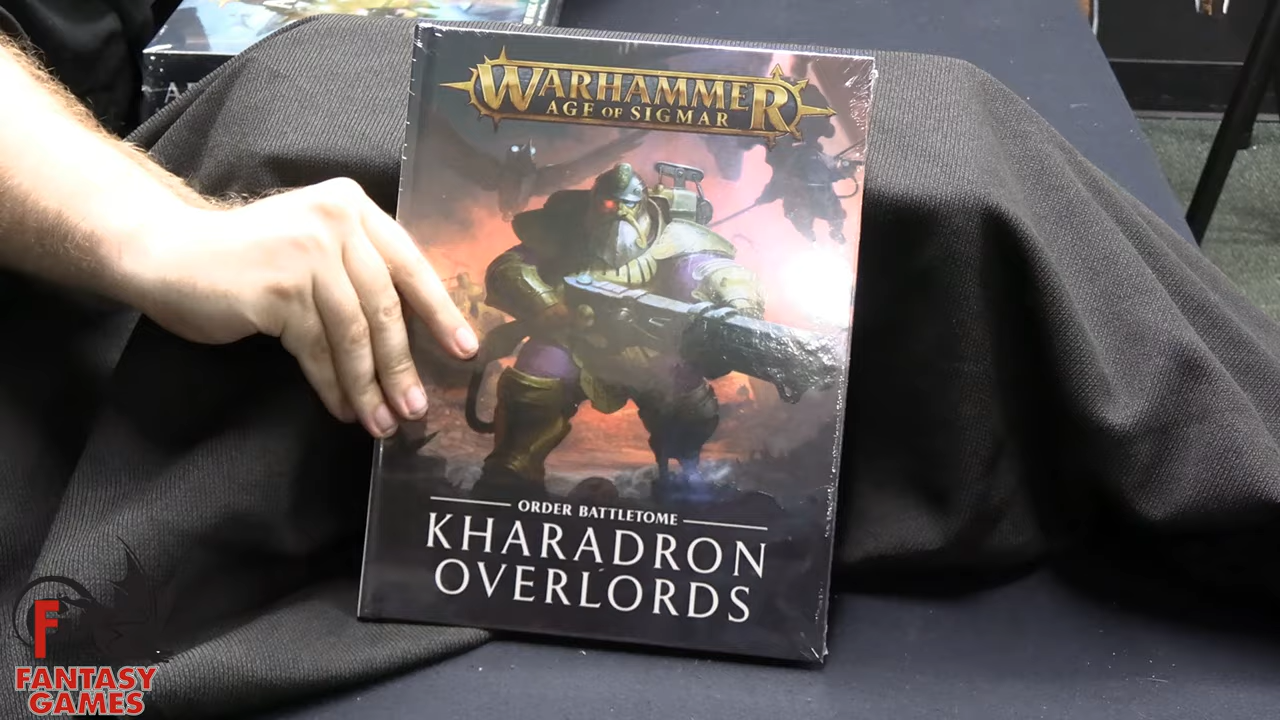 WARHAMMER
AGE OF SIGMAR
ORDER BATTLETOME
KHARADRON
OVERLORDS
F
FANTASY
GAMES